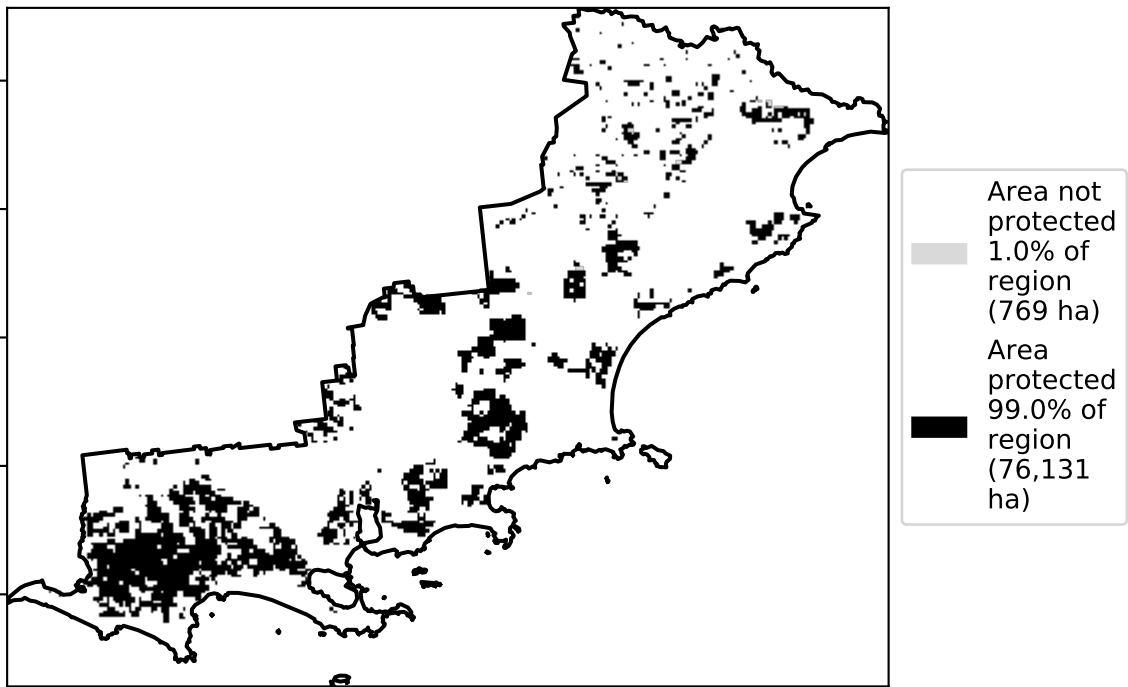 Area not
protected
1.0% of
region
(769 ha)
Area
protected
99.0% of
region
(76,131
ha)